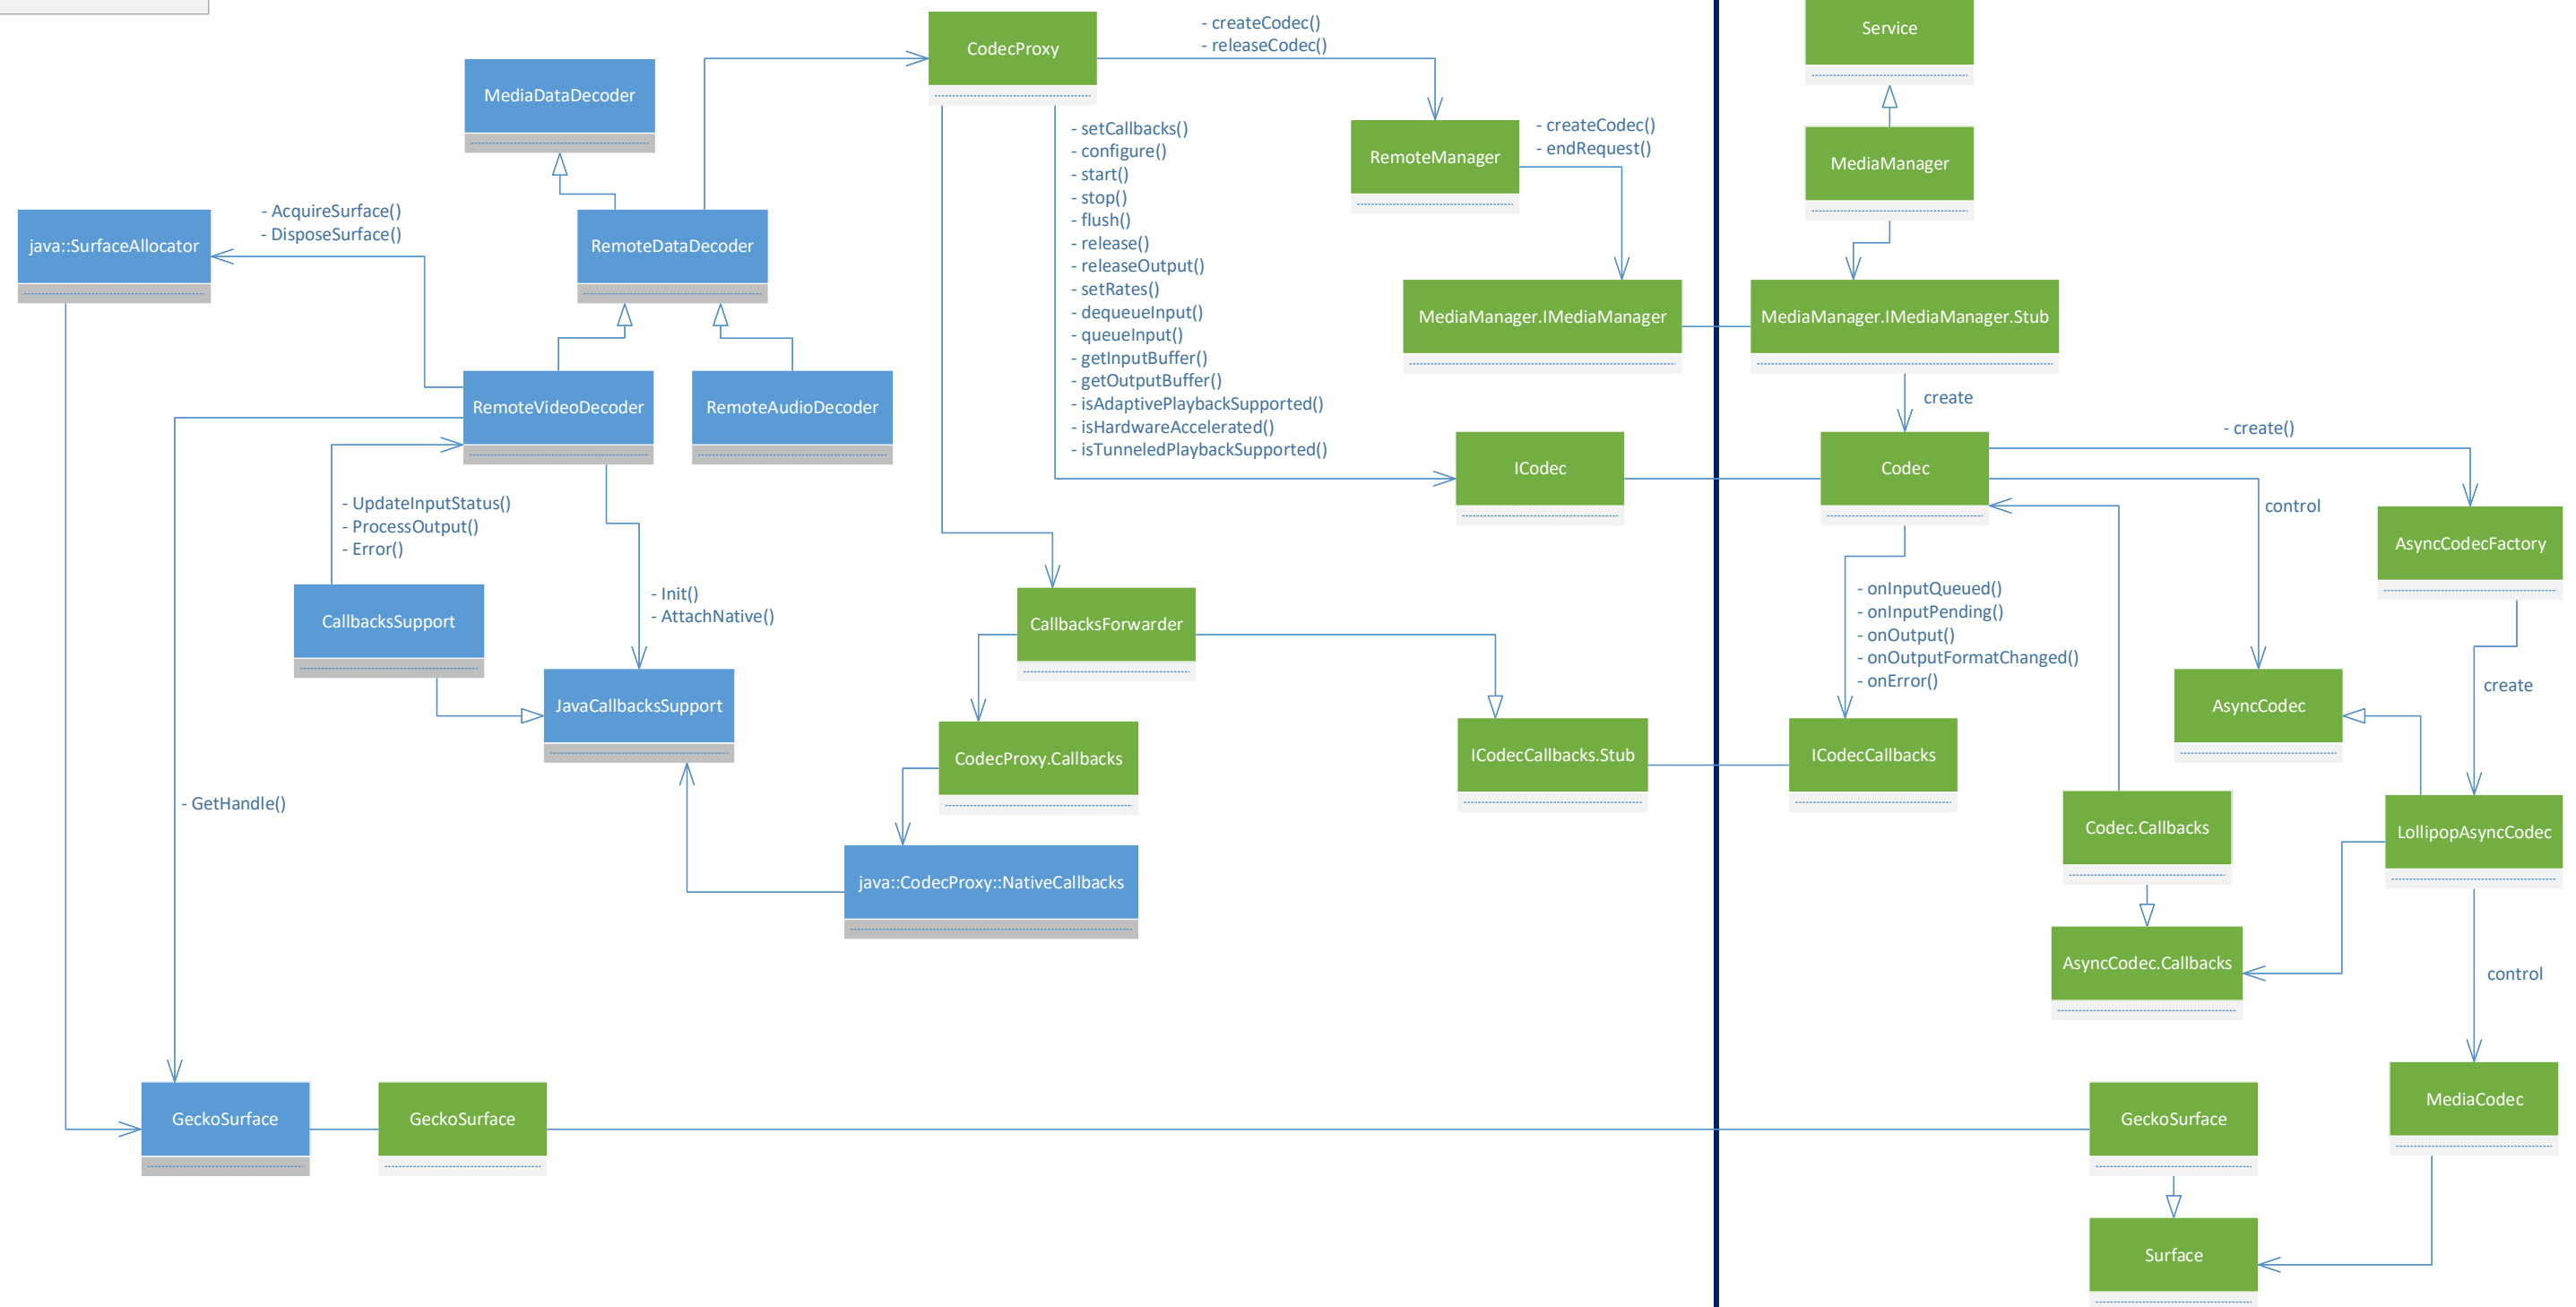 Service
- createCodec()
- releaseCodec()
CodecProxy
MediaDataDecoder
- setCallbacks()
- configure()
- start()
- stop()
- flush()
- release()
- releaseOutput()
- setRates()
- dequeueInput()
- queueInput()
- getInputBuffer()
- getOutputBuffer()
- isAdaptivePlaybackSupported()
- isHardwareAccelerated()
- isTunneledPlaybackSupported()
RemoteManager
- createCodec()
- endRequest()
MediaManager
- AcquireSurface()
- DisposeSurface()
java::SurfaceAllocator
RemoteDataDecoder
MediaManager.IMediaManager
MediaManager.IMediaManager.Stub
create
RemoteVideoDecoder
RemoteAudioDecoder
ICodec
Codec
- create()
control
- UpdateInputStatus()
- ProcessOutput()
- Error()
AsyncCodecFactory
- Init()
- AttachNative()
- onInputQueued()
- onInputPending()
- onOutput()
- onOutputFormatChanged()
- onError()
CallbacksSupport
CallbacksForwarder
create
JavaCallbacksSupport
AsyncCodec
CodecProxy.Callbacks
ICodecCallbacks.Stub
ICodecCallbacks
- GetHandle()
Codec.Callbacks
LollipopAsyncCodec
java::CodecProxy::NativeCallbacks
AsyncCodec.Callbacks
control
GeckoSurface
GeckoSurface
GeckoSurface
MediaCodec
Surface